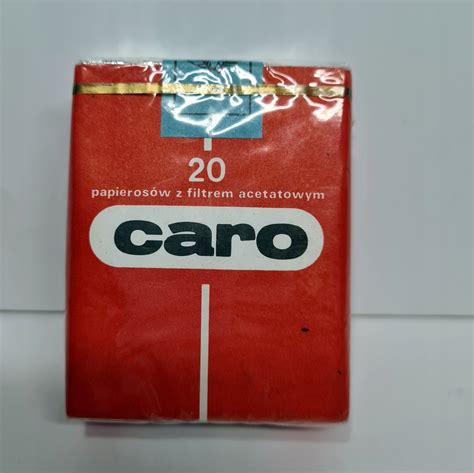 20
papierosów z filtrem acetatowym
caro